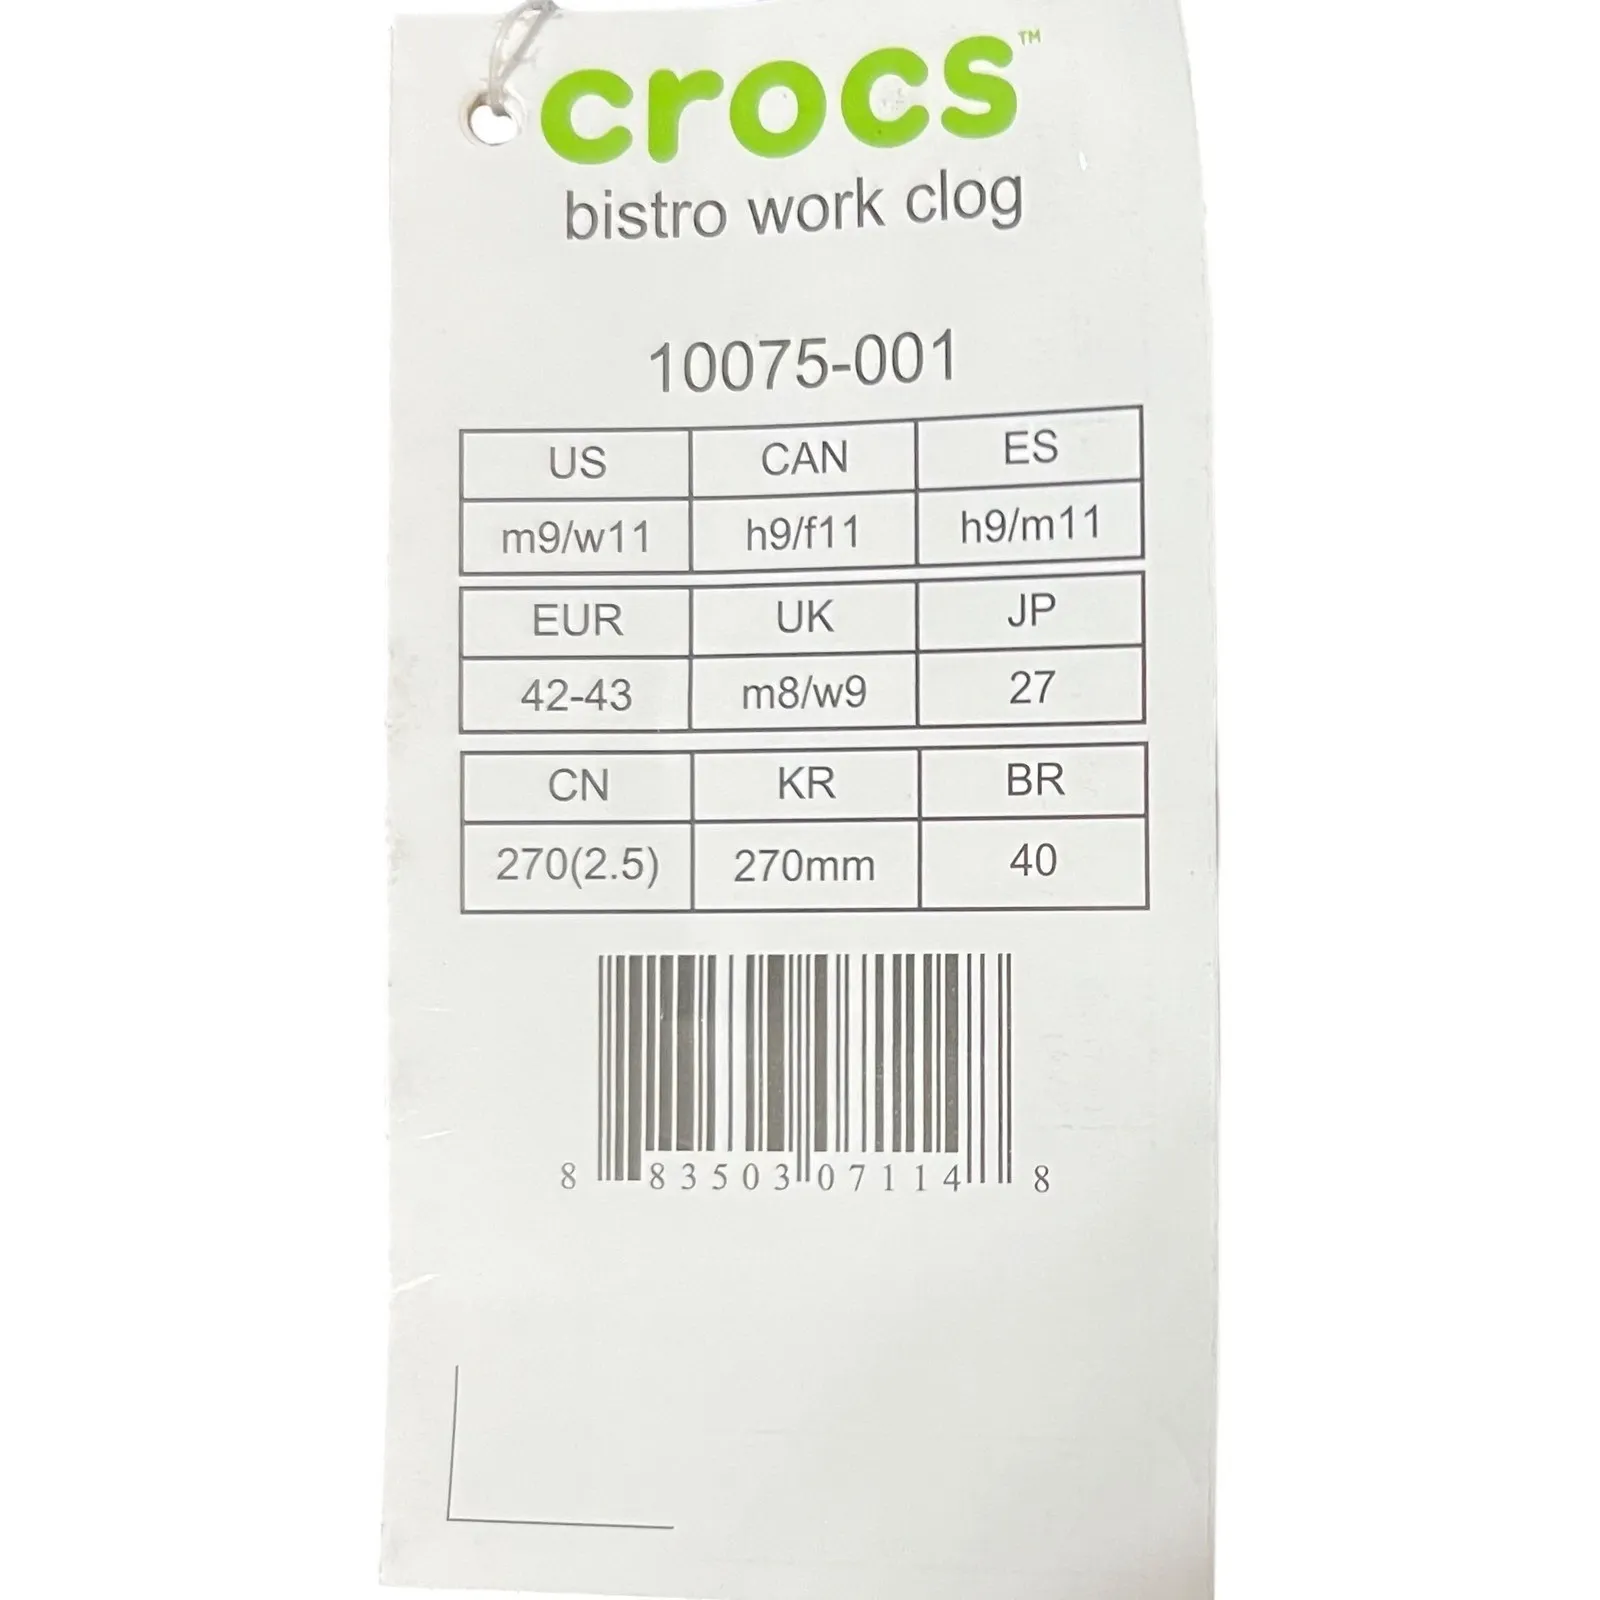 crocs™
bistro work clog
10075-001
US CAN ES
m9/w11 h9/f11 h9/m11
EUR UK JP
42-43 m8/w9 27
CN KR BR
270(2.5) 270mm 40
8 83503 07114 8